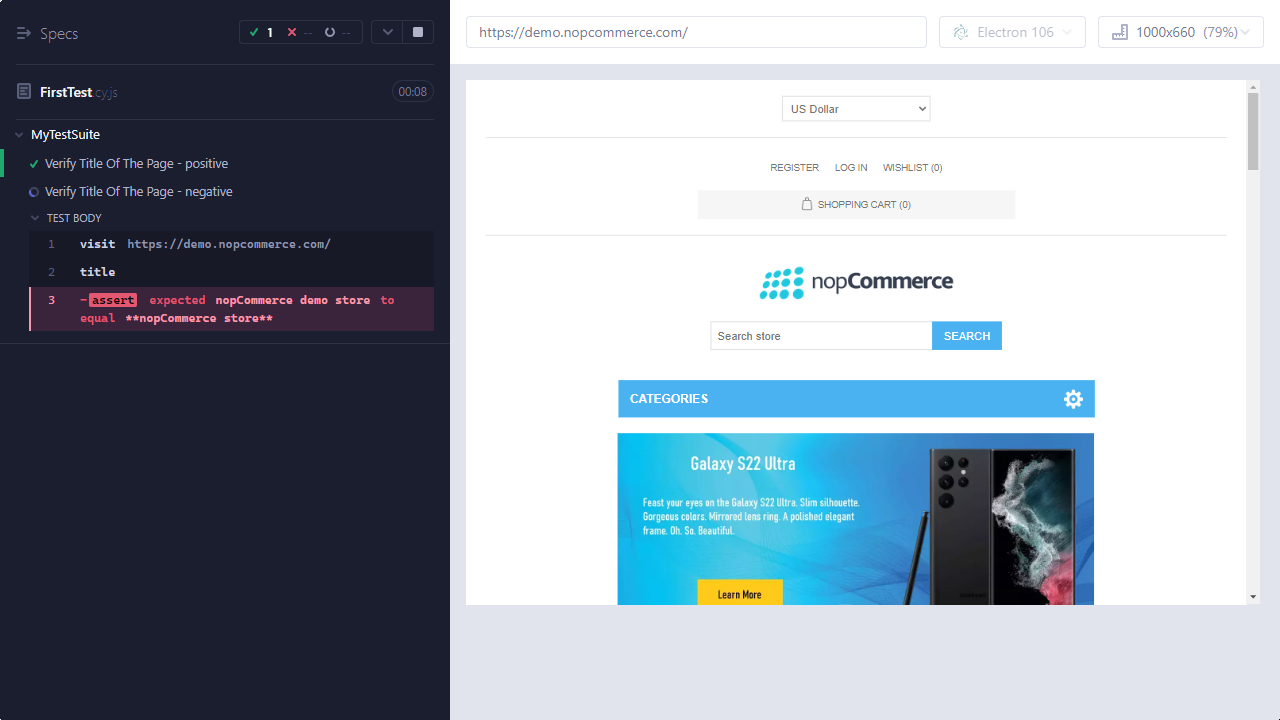 Specs
1
--
--
FirstTest.cy.js
00:08
MyTestSuite
Verify Title Of The Page - positive
Verify Title Of The Page - negative
TEST BODY
1 visit https://demo.nopcommerce.com/
2 title
3 -assert expected nopCommerce demo store to
equal **nopCommerce store**
https://demo.nopcommerce.com/
Electron 106
1000x660 (79%)
US Dollar
REGISTER LOG IN WISHLIST (0)
SHOPPING CART (0)
nopCommerce
Search store
SEARCH
CATEGORIES
Galaxy S22 Ultra
Feast your eyes on the Galaxy S22 Ultra. Slim silhouette.
Gorgeous colors. Mirrored lens ring. A polished elegant
frame. Oh. So. Beautiful.
Learn More